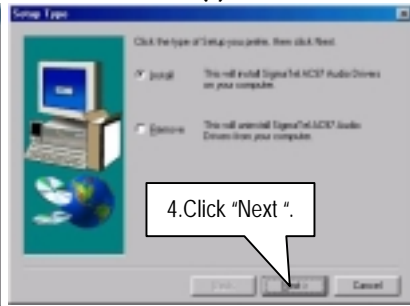 Setup Type
Click the type of Setup you prefer, then click Next.
Install
This will install SigmaTel AC97 Audio Drivers
on your computer.
Remove
This will uninstall SigmaTel AC97 Audio
Drivers from your computer.
4.Click "Next ".
Cancel